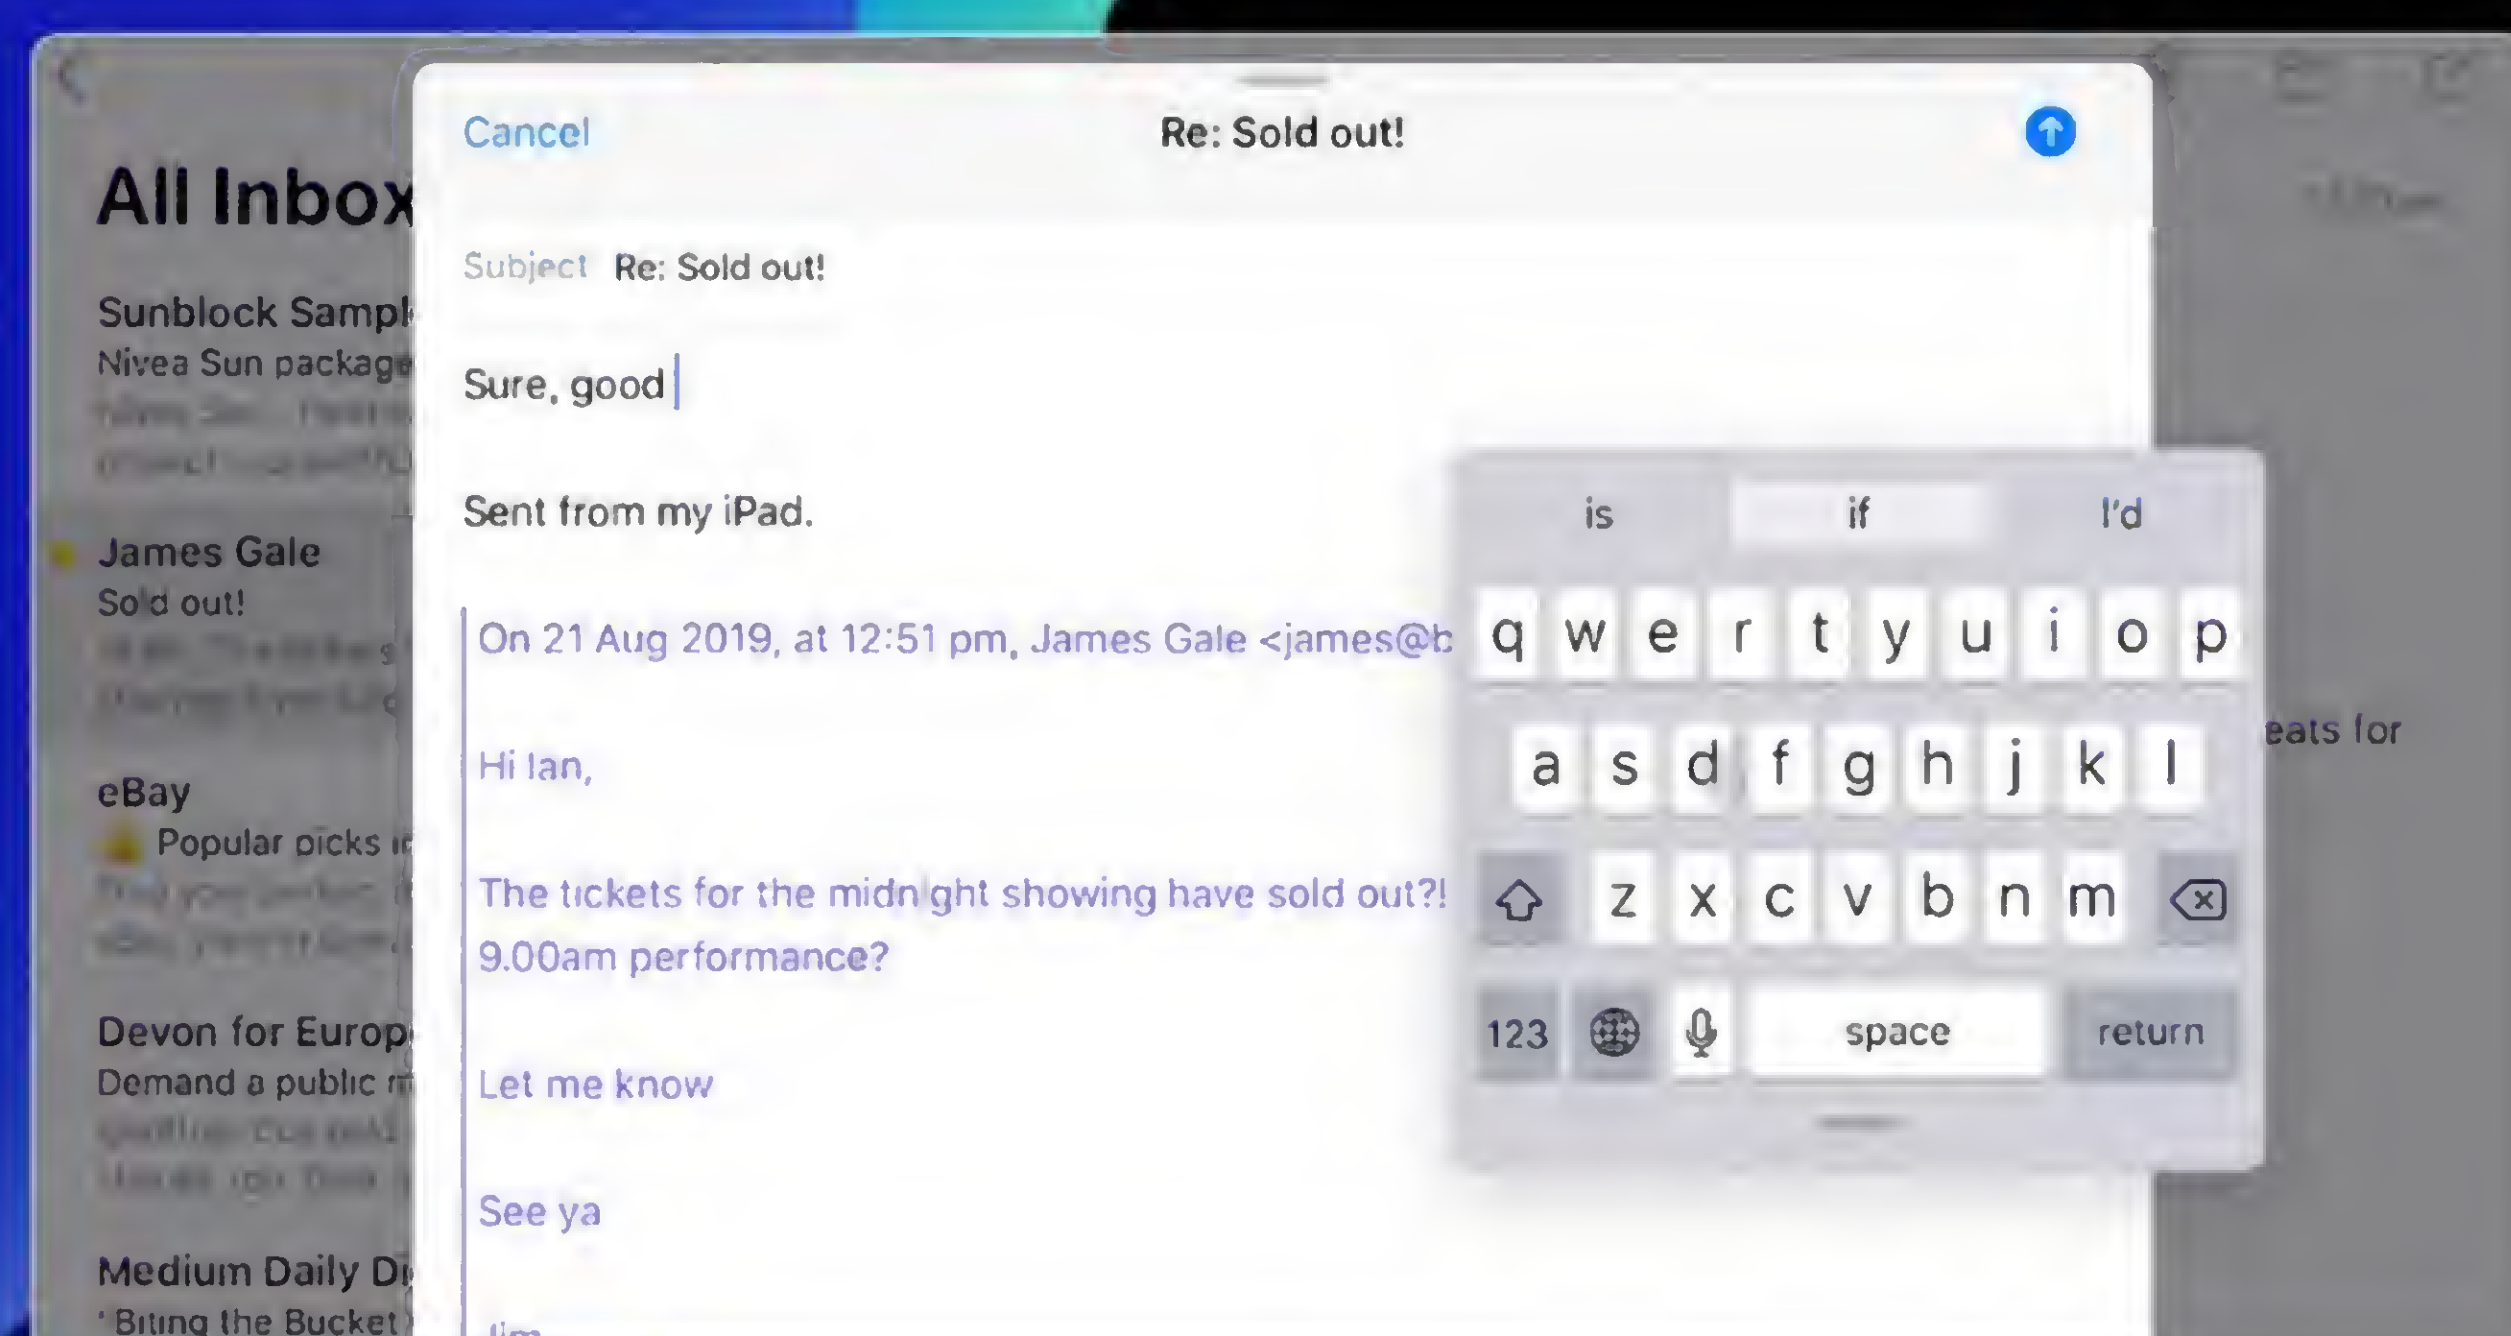 All Inbox
Sunblock Sampl
Nivea Sun package
James Gale
Sold out!
eBay
Popular picks
Devon for Europ
Demand a public
Medium Daily Di
Biting the Bucket
Cancel
Re: Sold out!
Subject Re: Sold out!
Sure, good
Sent from my iPad.
On 21 Aug 2019, at 12:51 pm, James Gale <james@b
Hi Ian,
The tickets for the midnight showing have sold out?!
9.00am performance?
Let me know
See ya
Jim
eats for
is if I'd
q w e r t y u i o p
a s d f g h j k l
z x c v b n m
123 space return